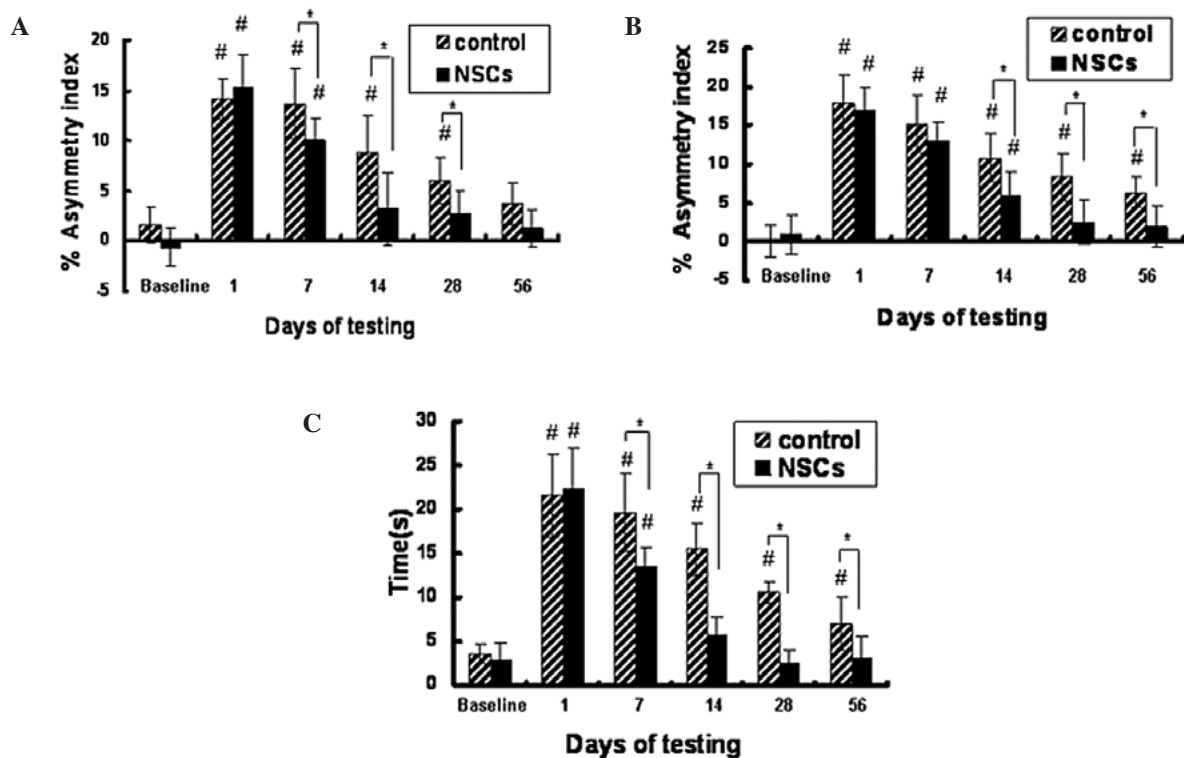 A
% Asymmetry index
20
15
10
5
0
-5
# # # # # # *
* *
control
NSCs
Baseline 1 7 14 28 56
Days of testing
B
% Asymmetry index
25
20
15
10
5
0
-5
# # # # # # # #
* * *
control
NSCs
Baseline 1 7 14 28 56
Days of testing
C
Time(s)
30
25
20
15
10
5
0
# # # # # # #
* * * *
control
NSCs
Baseline 1 7 14 28 56
Days of testing